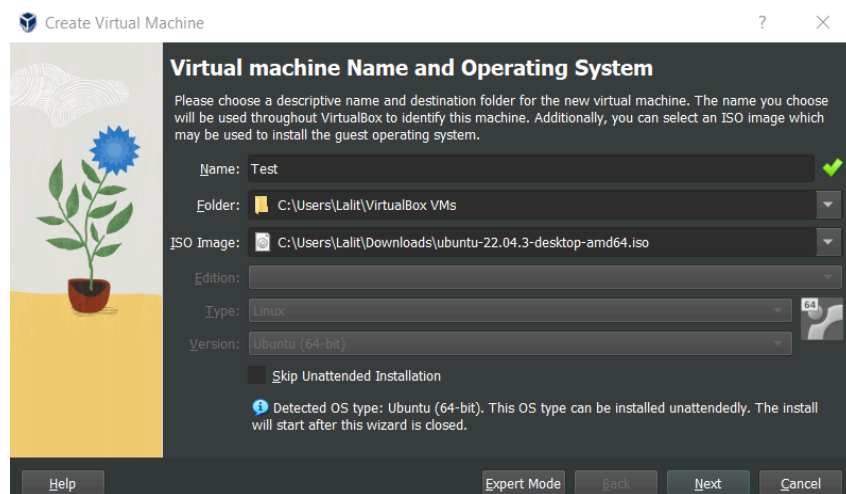 Create Virtual Machine
?
Virtual machine Name and Operating System
Please choose a descriptive name and destination folder for the new virtual machine. The name you choose
will be used throughout VirtualBox to identify this machine. Additionally, you can select an ISO image which
may be used to install the guest operating system.
Name: Test
Folder: C:\Users\Lalit\VirtualBox VMs
ISO Image: C:\Users\Lalit\Downloads\ubuntu-22.04.3-desktop-amd64.iso
Edition:
Type: Linux
64
Version: Ubuntu (64-bit)
Skip Unattended Installation
Detected OS type: Ubuntu (64-bit). This OS type can be installed unattendedly. The install
will start after this wizard is closed.
Help Expert Mode Back Next Cancel